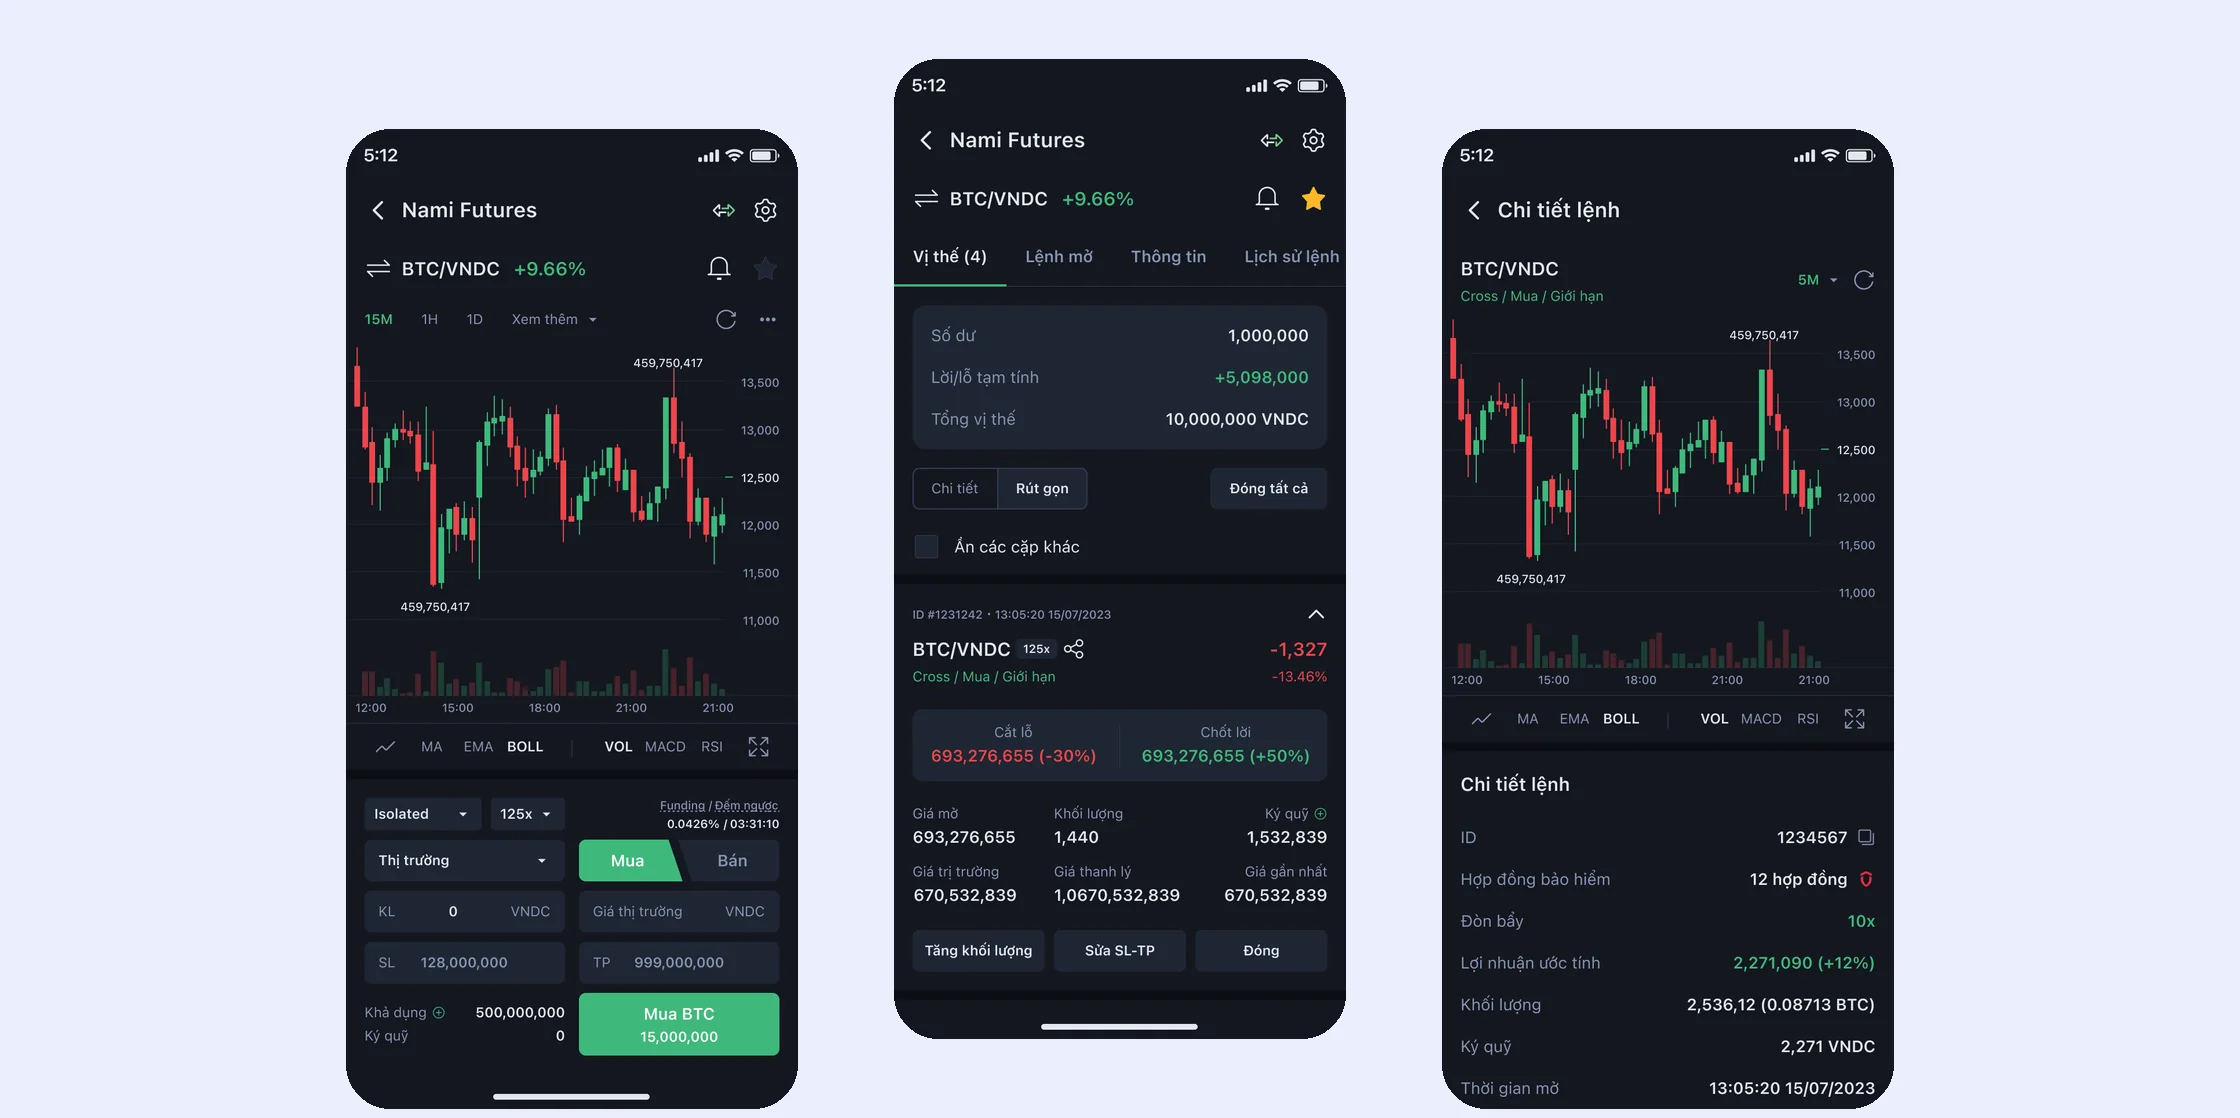 5:12
Nami Futures
BTC/VNDC +9.66%
15M 1H 1D Xem thêm
459,750,417
13,500
13,000
12,500
12,000
11,500
459,750,417
11,000
12:00 15:00 18:00 21:00 21:00
MA EMA BOLL VOL MACD RSI
Isolated 125x Funding / Đếm ngược
0.0426% / 03:31:10
Thị trường Mua Bán
KL 0 VNDC Giá thị trường VNDC
SL 128,000,000 TP 999,000,000
Khả dụng 500,000,000 Mua BTC
Ký quỹ 0 15,000,000
5:12
Nami Futures
BTC/VNDC +9.66%
Vị thế (4) Lệnh mở Thông tin Lịch sử lệnh
Số dư 1,000,000
Lời/lỗ tạm tính +5,098,000
Tổng vị thế 10,000,000 VNDC
Chi tiết Rút gọn Đóng tất cả
Ẩn các cặp khác
ID #1231242 • 13:05:20 15/07/2023
BTC/VNDC 125x -1,327
Cross / Mua / Giới hạn -13.46%
Cắt lỗ Chốt lời
693,276,655 (-30%) 693,276,655 (+50%)
Giá mở Khối lượng Ký quỹ
693,276,655 1,440 1,532,839
Giá trị trường Giá thanh lý Giá gần nhất
670,532,839 1,0670,532,839 670,532,839
Tăng khối lượng Sửa SL-TP Đóng
5:12
Chi tiết lệnh
BTC/VNDC
Cross / Mua / Giới hạn 5M
459,750,417
13,500
13,000
12,500
12,000
11,500
459,750,417
11,000
12:00 15:00 18:00 21:00 21:00
MA EMA BOLL VOL MACD RSI
Chi tiết lệnh
ID 1234567
Hợp đồng bảo hiểm 12 hợp đồng
Đòn bẩy 10x
Lợi nhuận ước tính 2,271,090 (+12%)
Khối lượng 2,536,12 (0.08713 BTC)
Ký quỹ 2,271 VNDC
Thời gian mở 13:05:20 15/07/2023